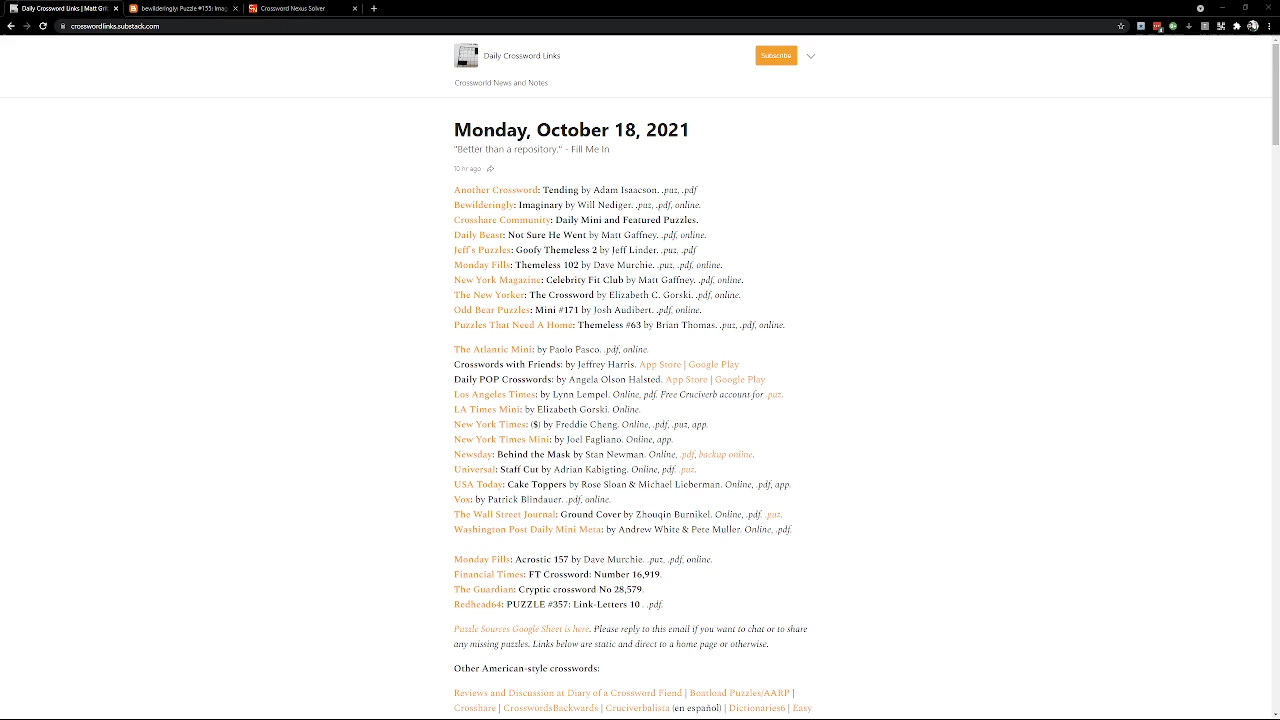 Daily Crossword Links | Matt Grit
bewilderingly: Puzzle #155: Imag
Crossword Nexus Solver
crosswordlinks.substack.com
Daily Crossword Links
Subscribe
Crossworld News and Notes
Monday, October 18, 2021
"Better than a repository." - Fill Me In
10 hr ago
Another Crossword: Tending by Adam Isaacson. .puz, .pdf
Bewilderingly: Imaginary by Will Nediger. .puz, .pdf, online.
Crosshare Community: Daily Mini and Featured Puzzles.
Daily Beast: Not Sure He Went by Matt Gaffney. .pdf, online.
Jeff's Puzzles: Goofy Themeless 2 by Jeff Linder. .puz, .pdf
Monday Fills: Themeless 102 by Dave Murchie. .puz, .pdf, online.
New York Magazine: Celebrity Fit Club by Matt Gaffney. .pdf, online.
The New Yorker: The Crossword by Elizabeth C. Gorski. .pdf, online.
Odd Bear Puzzles: Mini #171 by Josh Audibert. .pdf, online.
Puzzles That Need A Home: Themeless #63 by Brian Thomas. .puz, .pdf, online.
The Atlantic Mini: by Paolo Pasco. .pdf, online.
Crosswords with Friends: by Jeffrey Harris. App Store | Google Play
Daily POP Crosswords: by Angela Olson Halsted. App Store | Google Play
Los Angeles Times: by Lynn Lempel. Online, pdf. Free Cruciverb account for .puz.
LA Times Mini: by Elizabeth Gorski. Online.
New York Times: ($) by Freddie Cheng. Online, .pdf, .puz, app.
New York Times Mini: by Joel Fagliano. Online, app.
Newsday: Behind the Mask by Stan Newman. Online, .pdf, backup online.
Universal: Staff Cut by Adrian Kabigting. Online, pdf. .puz.
USA Today: Cake Toppers by Rose Sloan & Michael Lieberman. Online, .pdf, app.
Vox: by Patrick Blindauer. .pdf, online.
The Wall Street Journal: Ground Cover by Zhouqin Burnikel. Online, .pdf. .puz.
Washington Post Daily Mini Meta: by Andrew White & Pete Muller. Online, .pdf.
Monday Fills: Acrostic 157 by Dave Murchie. .puz, .pdf, online.
Financial Times: FT Crossword: Number 16,919.
The Guardian: Cryptic crossword No 28,579.
Redhead64: PUZZLE #357: Link-Letters 10 . .pdf.
Puzzle Sources Google Sheet is here. Please reply to this email if you want to chat or to share
any missing puzzles. Links below are static and direct to a home page or otherwise.
Other American-style crosswords:
Reviews and Discussion at Diary of a Crossword Fiend | Boatload Puzzles/AARP |
Crosshare | CrosswordsBackwards | Cruciverbalista (en español) | Dictionaries6 | Easy